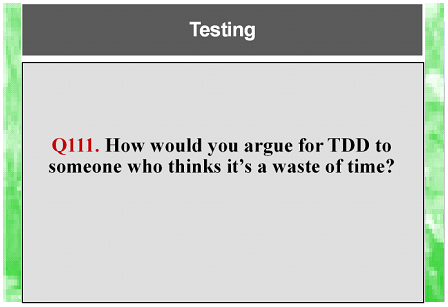 Testing
Q111. How would you argue for TDD to
someone who thinks it’s a waste of time?